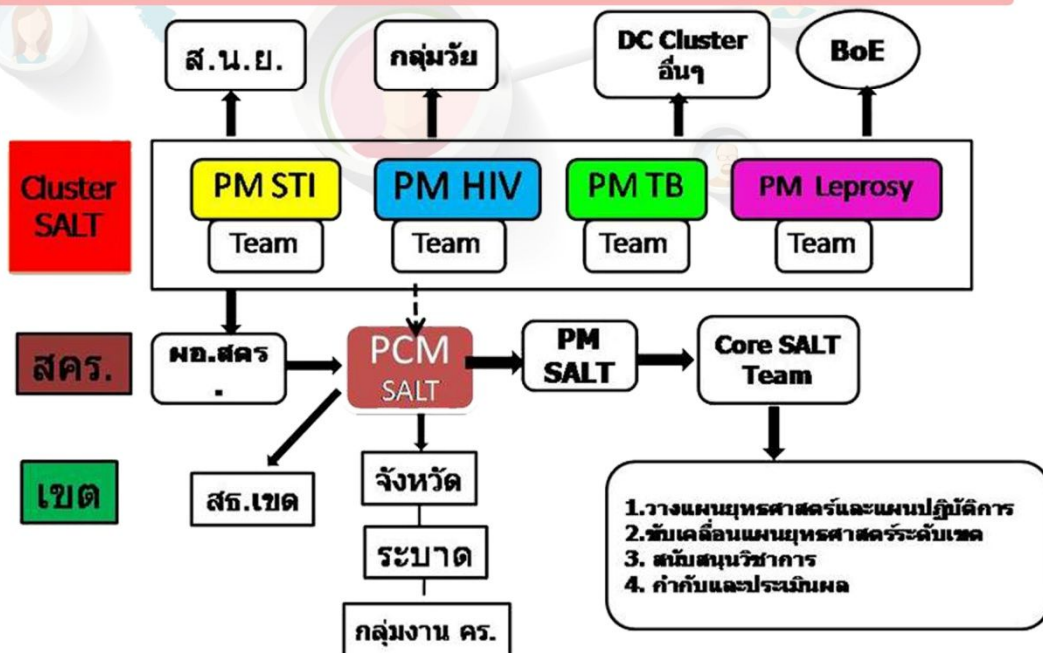 ส.น.ย.
กลุ่มวัย
DC Cluster
อื่นๆ
BoE
Cluster
SALT
PM STI
Team
PM HIV
Team
PM TB
Team
PM Leprosy
Team
สคร.
ผอ.สคร
.
PCM
SALT
PM
SALT
Core SALT
Team
เขต
สธ.เขต
จังหวัด
ระบาด
กลุ่มงาน คร.
1.วางแผนยุทธศาสตร์และแผนปฏิบัติการ
2.ขับเคลื่อนแผนยุทธศาสตร์ระดับเขต
3. สนับสนุนวิชาการ
4. กำกับและประเมินผล